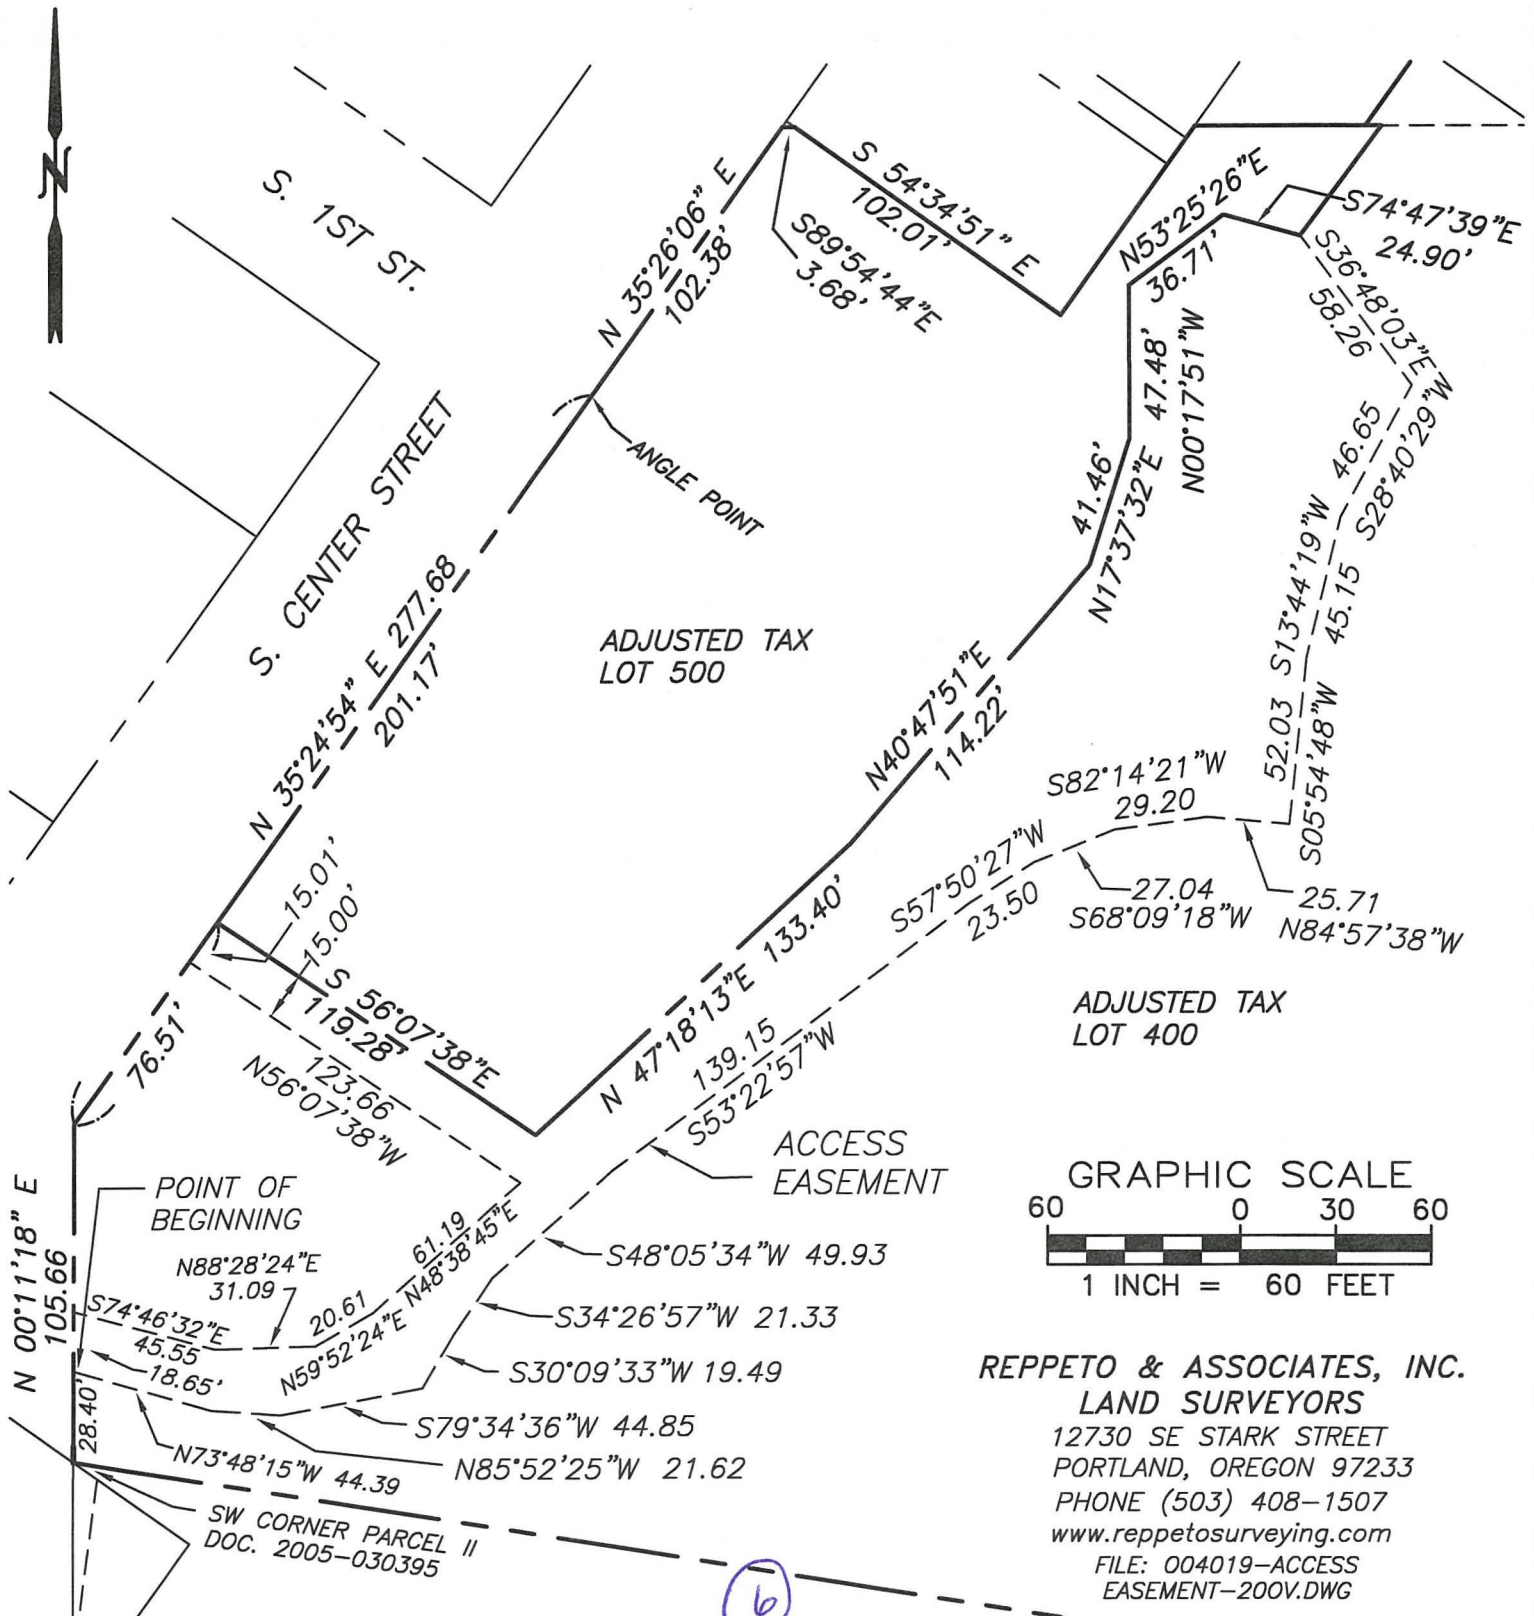 N
S. 1ST ST.
S. CENTER STREET
N 35°26'06" E
102.38'
S89°54'44"E
3.68'
S 54°34'51" E
102.01'
N53°25'26"E
36.71'
S74°47'39"E
24.90'
S36°48'03"E
58.26
47.48'
N00°17'51"W
41.46'
N17°37'32"E
46.65
S28°40'29"W
S13°44'19"W
45.15
52.03
S05°54'48"W
ANGLE POINT
N 35°24'54" E 277.68
201.17'
ADJUSTED TAX
LOT 500
N40°47'51"E
114.22'
S82°14'21"W
29.20
S57°50'27"W
23.50
27.04
S68°09'18"W
25.71
N84°57'38"W
15.01'
15.00'
S 56°07'38"E
119.28'
123.66
N56°07'38"W
76.51'
N 47°18'13"E 133.40'
139.15
S53°22'57"W
ADJUSTED TAX
LOT 400
ACCESS
EASEMENT
POINT OF
BEGINNING
N 00°11'18" E
105.66
N88°28'24"E
31.09
61.19
N48°38'45"E
S74°46'32"E
45.55
20.61
N59°52'24"E
18.65'
28.40'
S48°05'34"W 49.93
S34°26'57"W 21.33
S30°09'33"W 19.49
S79°34'36"W 44.85
N85°52'25"W 21.62
N73°48'15"W 44.39
SW CORNER PARCEL II
DOC. 2005-030395
GRAPHIC SCALE
60 0 30 60
1 INCH = 60 FEET
REPPETO & ASSOCIATES, INC.
LAND SURVEYORS
12730 SE STARK STREET
PORTLAND, OREGON 97233
PHONE (503) 408-1507
www.reppetosurveying.com
FILE: 004019-ACCESS
EASEMENT-200V.DWG
6